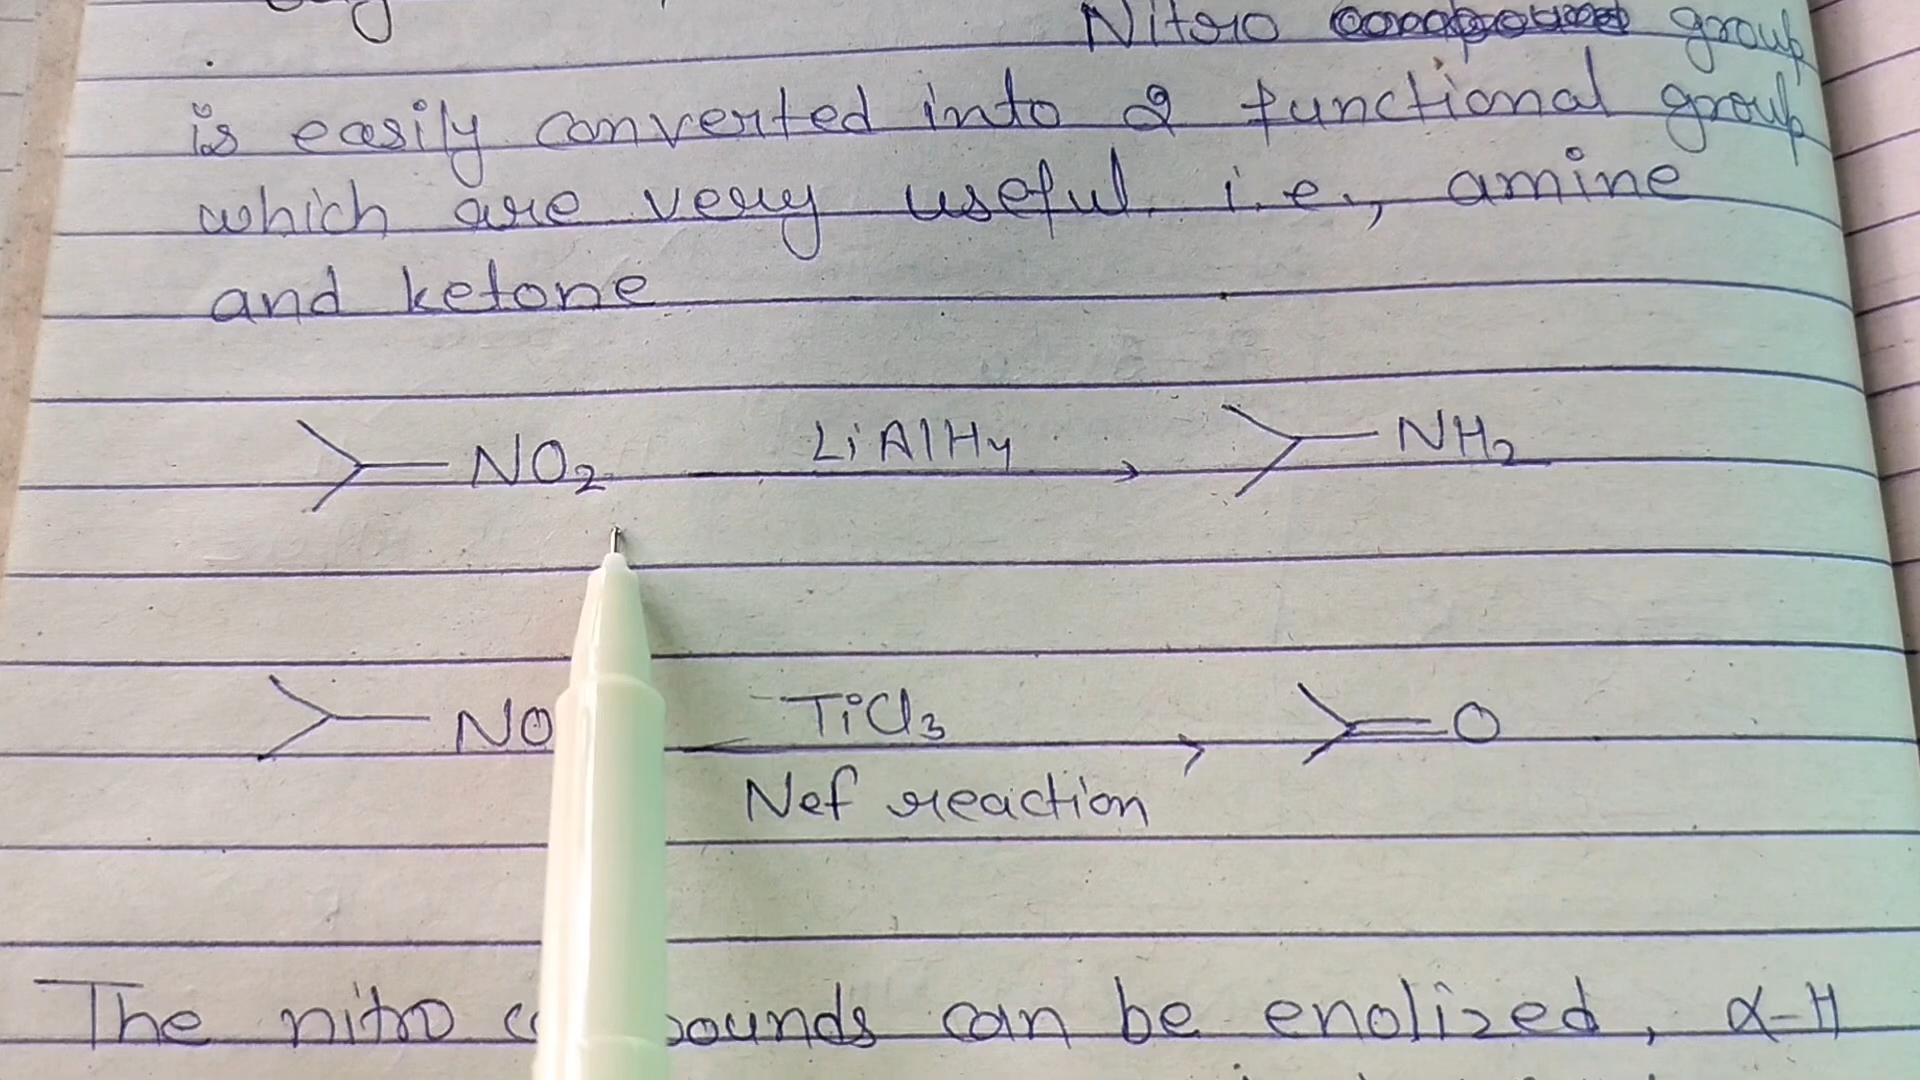 Nitro group
is easily converted into 2 functional group
which are very useful i.e., amine
and ketone
NO2 LiAlH4 NH2
NO TiCl3 O
Nef reaction
The nitro can be enolized, α-H